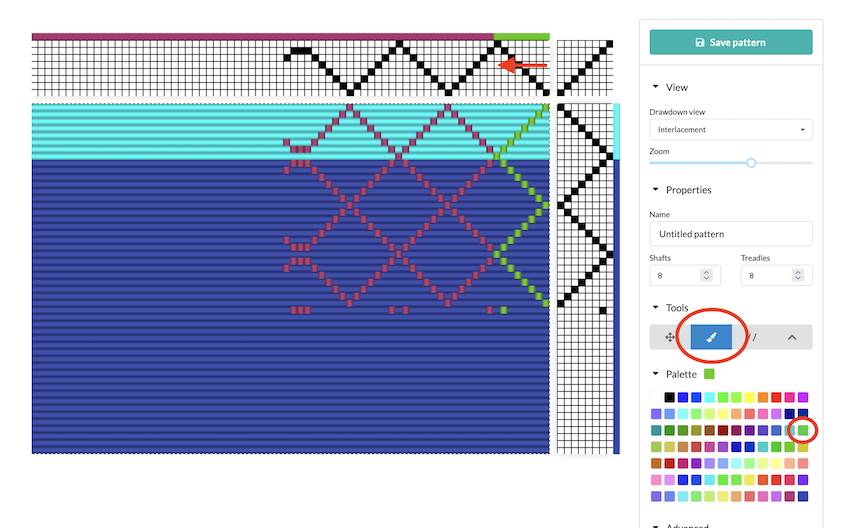 Save pattern
View
Drawdown view
Interlacement
Zoom
Properties
Name
Untitled pattern
Shafts Treadles
8 8
Tools
Palette
Advanced